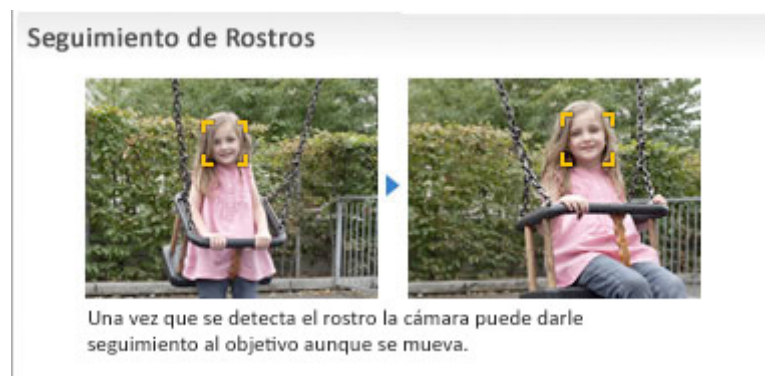 Seguimiento de Rostros
Una vez que se detecta el rostro la cámara puede darle
seguimiento al objetivo aunque se mueva.